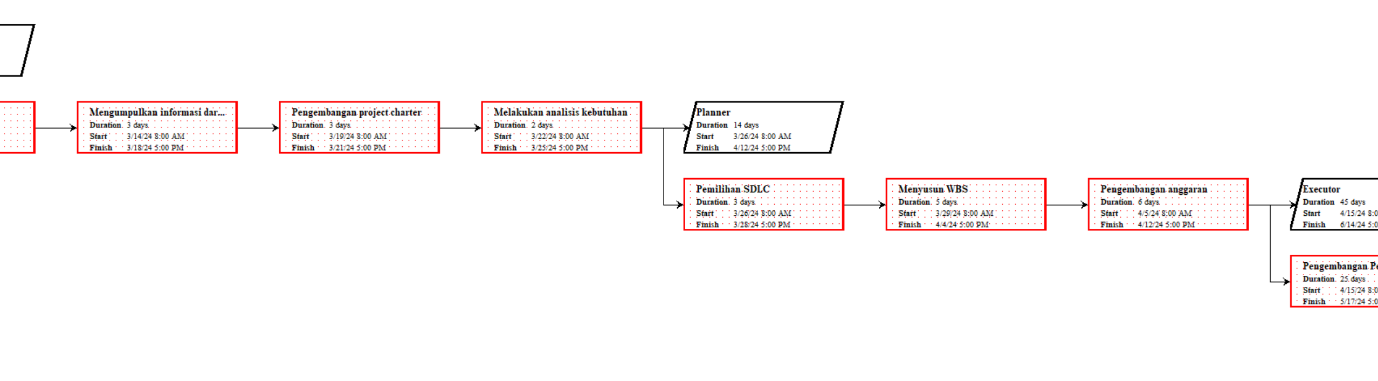 Mengumpulkan informasi dar...
Duration 3 days
Start 3/14/24 8:00 AM
Finish 3/18/24 5:00 PM
Pengembangan project charter
Duration 3 days
Start 3/19/24 8:00 AM
Finish 3/21/24 5:00 PM
Melakukan analisis kebutuhan
Duration 2 days
Start 3/22/24 8:00 AM
Finish 3/25/24 5:00 PM
Planner
Duration 14 days
Start 3/26/24 8:00 AM
Finish 4/12/24 5:00 PM
Pemilihan SDLC
Duration 3 days
Start 3/26/24 8:00 AM
Finish 3/28/24 5:00 PM
Menyusun WBS
Duration 5 days
Start 3/29/24 8:00 AM
Finish 4/4/24 5:00 PM
Pengembangan anggaran
Duration 6 days
Start 4/5/24 8:00 AM
Finish 4/12/24 5:00 PM
Executor
Duration 45 days
Start 4/15/24 8:0
Finish 6/14/24 5:0
Pengembangan Pe
Duration 25 days
Start 4/15/24 8:0
Finish 5/17/24 5:0